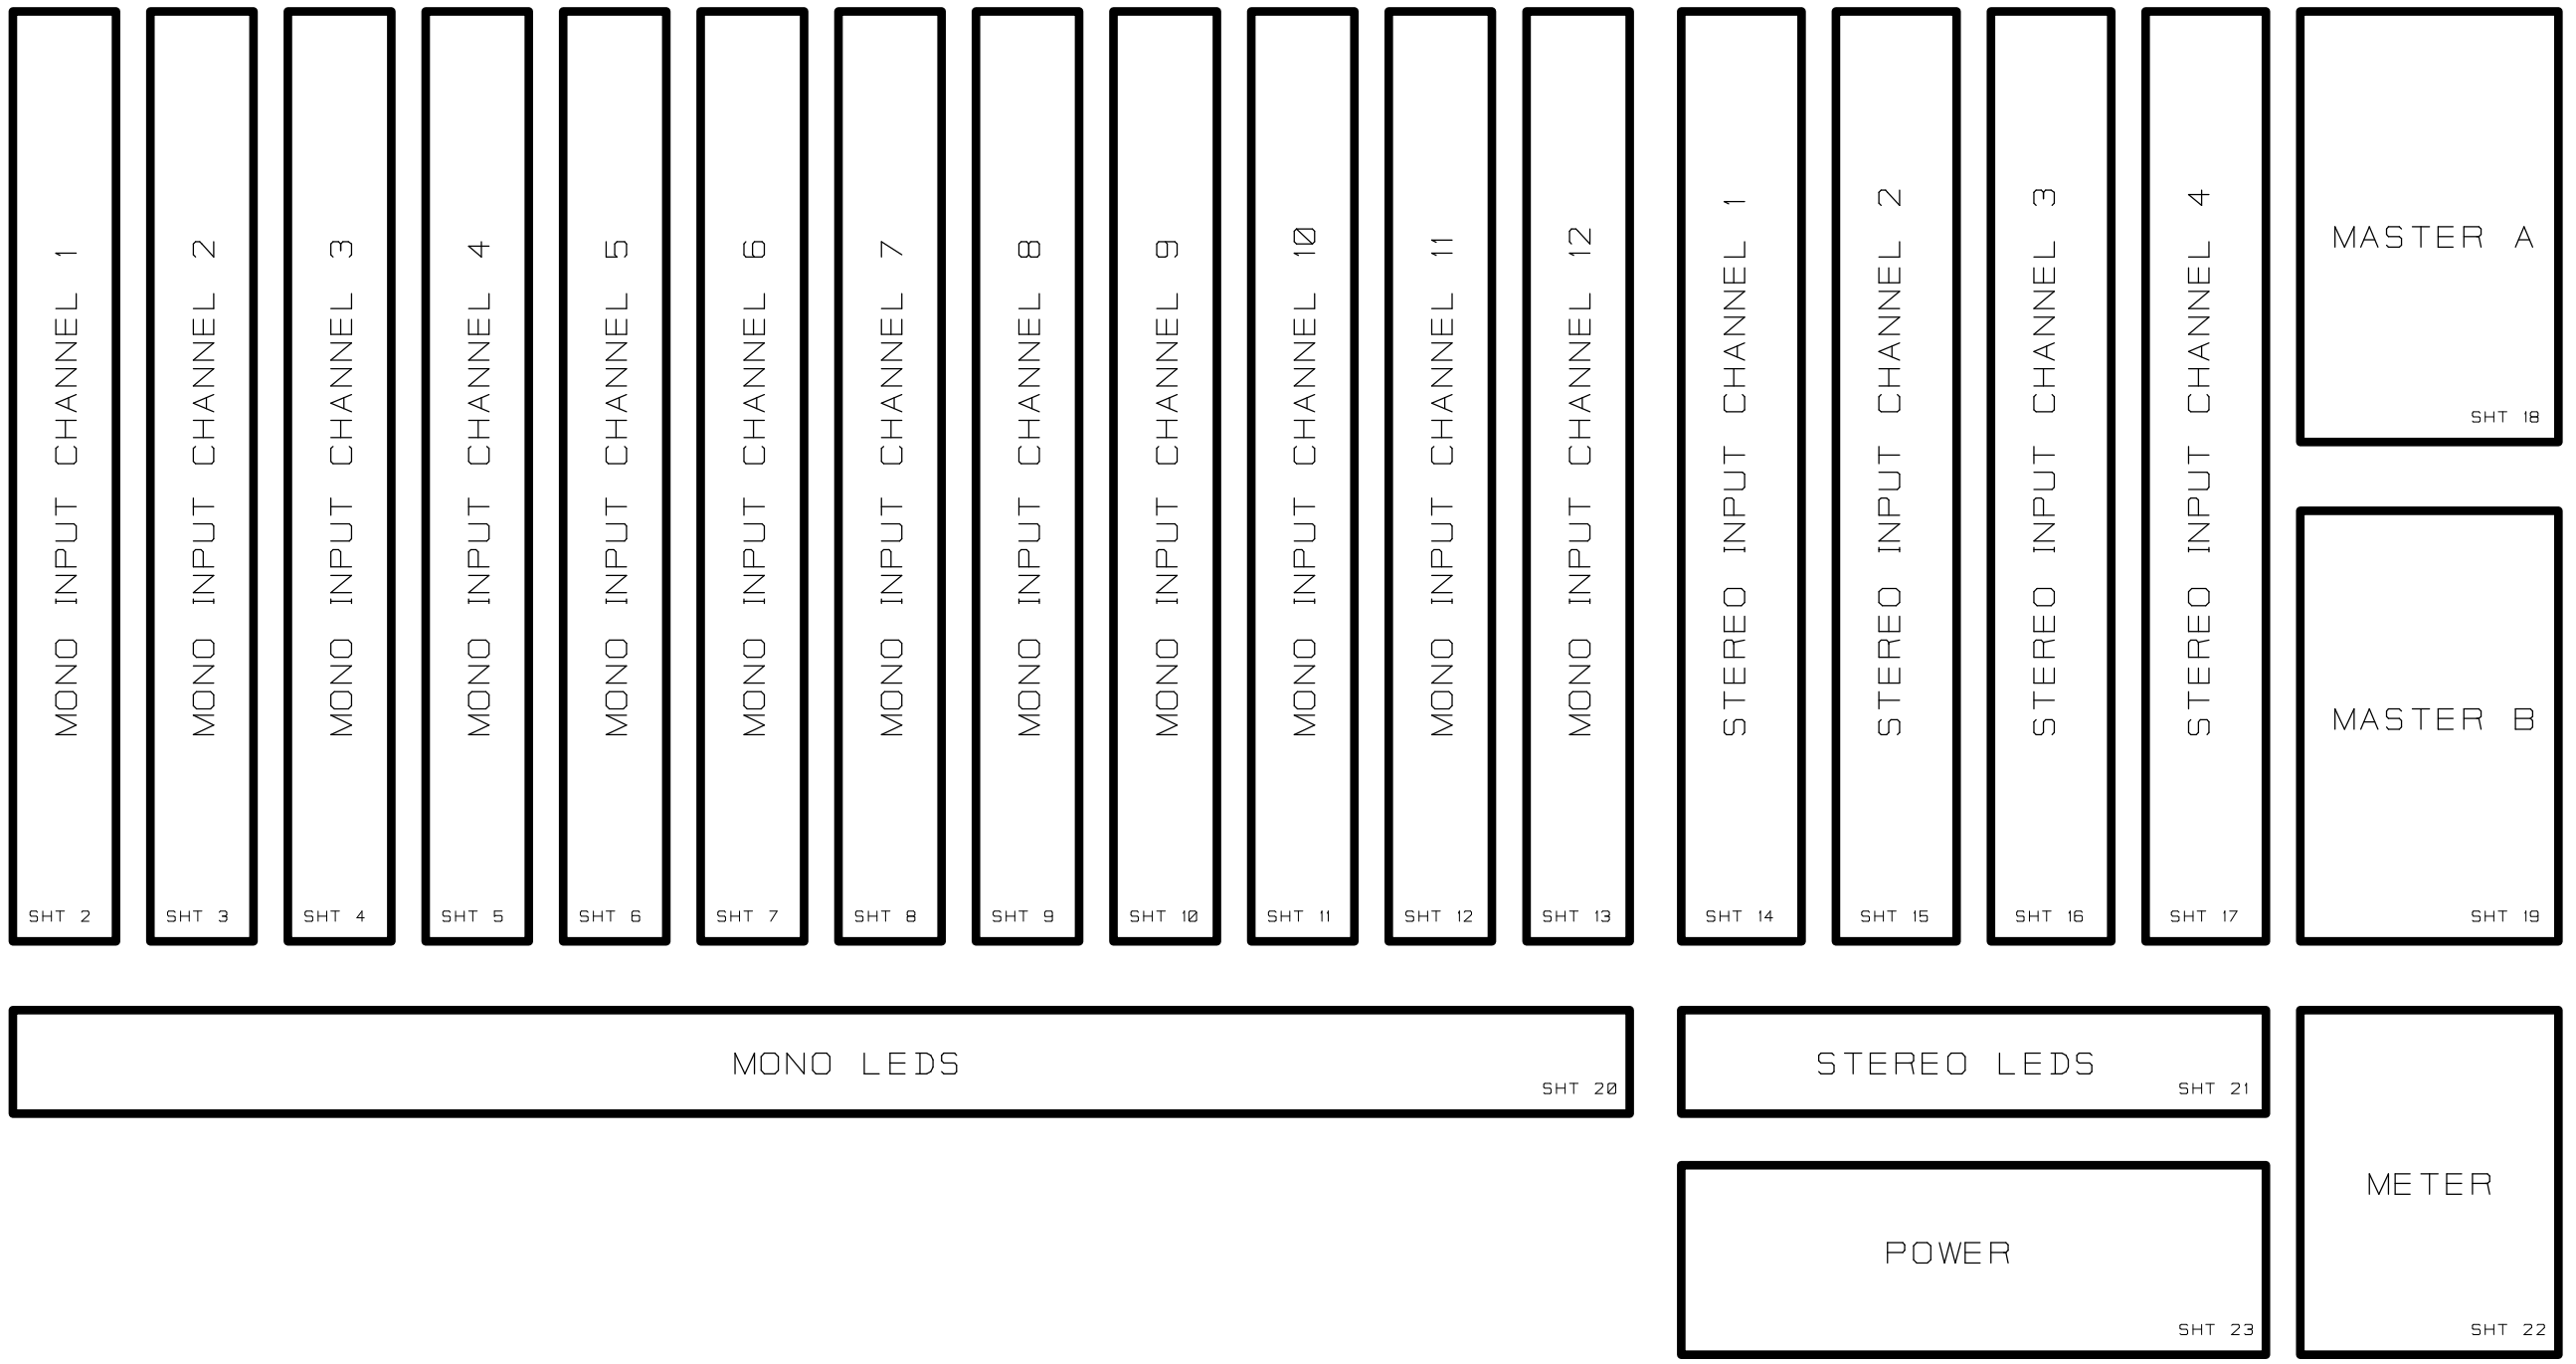 MONO INPUT CHANNEL 1
SHT 2
MONO INPUT CHANNEL 2
SHT 3
MONO INPUT CHANNEL 3
SHT 4
MONO INPUT CHANNEL 4
SHT 5
MONO INPUT CHANNEL 5
SHT 6
MONO INPUT CHANNEL 6
SHT 7
MONO INPUT CHANNEL 7
SHT 8
MONO INPUT CHANNEL 8
SHT 9
MONO INPUT CHANNEL 9
SHT 10
MONO INPUT CHANNEL 10
SHT 11
MONO INPUT CHANNEL 11
SHT 12
MONO INPUT CHANNEL 12
SHT 13
STEREO INPUT CHANNEL 1
SHT 14
STEREO INPUT CHANNEL 2
SHT 15
STEREO INPUT CHANNEL 3
SHT 16
STEREO INPUT CHANNEL 4
SHT 17
MASTER A
SHT 18
MASTER B
SHT 19
MONO LEDS
SHT 20
STEREO LEDS
SHT 21
METER
SHT 22
POWER
SHT 23